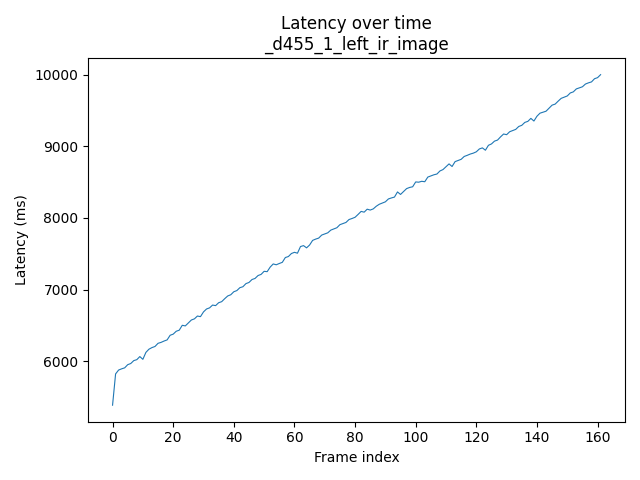 Latency over time
_d455_1_left_ir_image
10000
9000
8000
7000
6000
Latency (ms)
0 20 40 60 80 100 120 140 160
Frame index